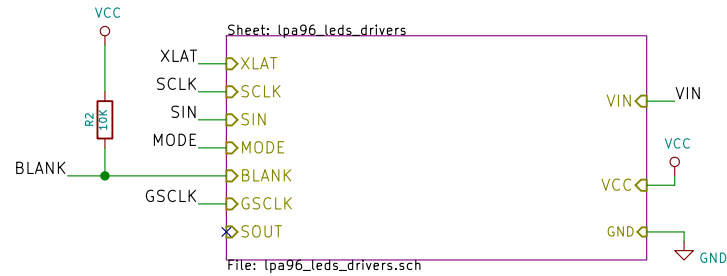 VCC
Sheet: lpa96_leds_drivers
XLAT XLAT
SCLK SCLK
R2 10K
VIN VIN
SIN SIN
MODE MODE
VCC
BLANK BLANK
VCC
GSCLK GSCLK
SOUT
GND
GND
File: lpa96_leds_drivers.sch